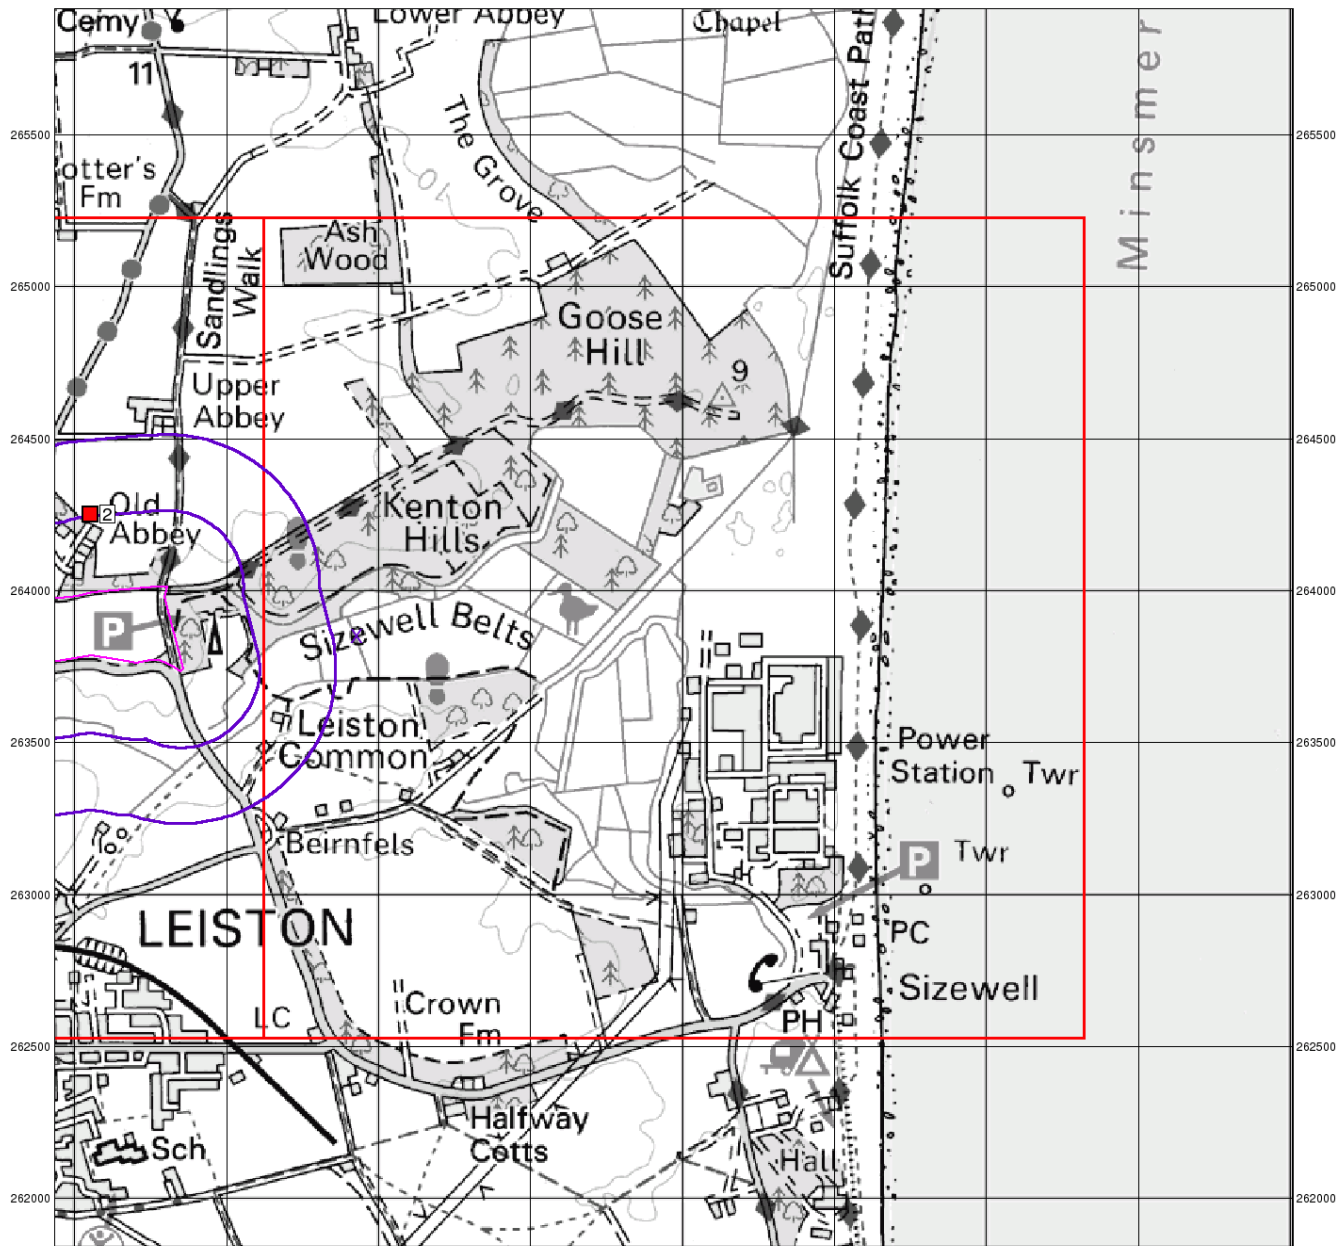 Cemy
Lower Abbey
Chapel
11
Suffolk Coast Path
Minsmer
265500
265500
The Grove
10
otter's
Fm
Sandlings
Walk
Ash
Wood
265000
265000
Goose
Hill
9
Upper
Abbey
264500
264500
2
Old
Abbey
Kenton
Hills
264000
264000
P
Sizewell Belts
Leiston
Common
263500
263500
Power
Station
Twr
Beirnfels
P
Twr
263000
263000
LEISTON
PC
Sizewell
LC
Crown
Fm
PH
262500
262500
Halfway
Cotts
Sch
Hall
262000
262000